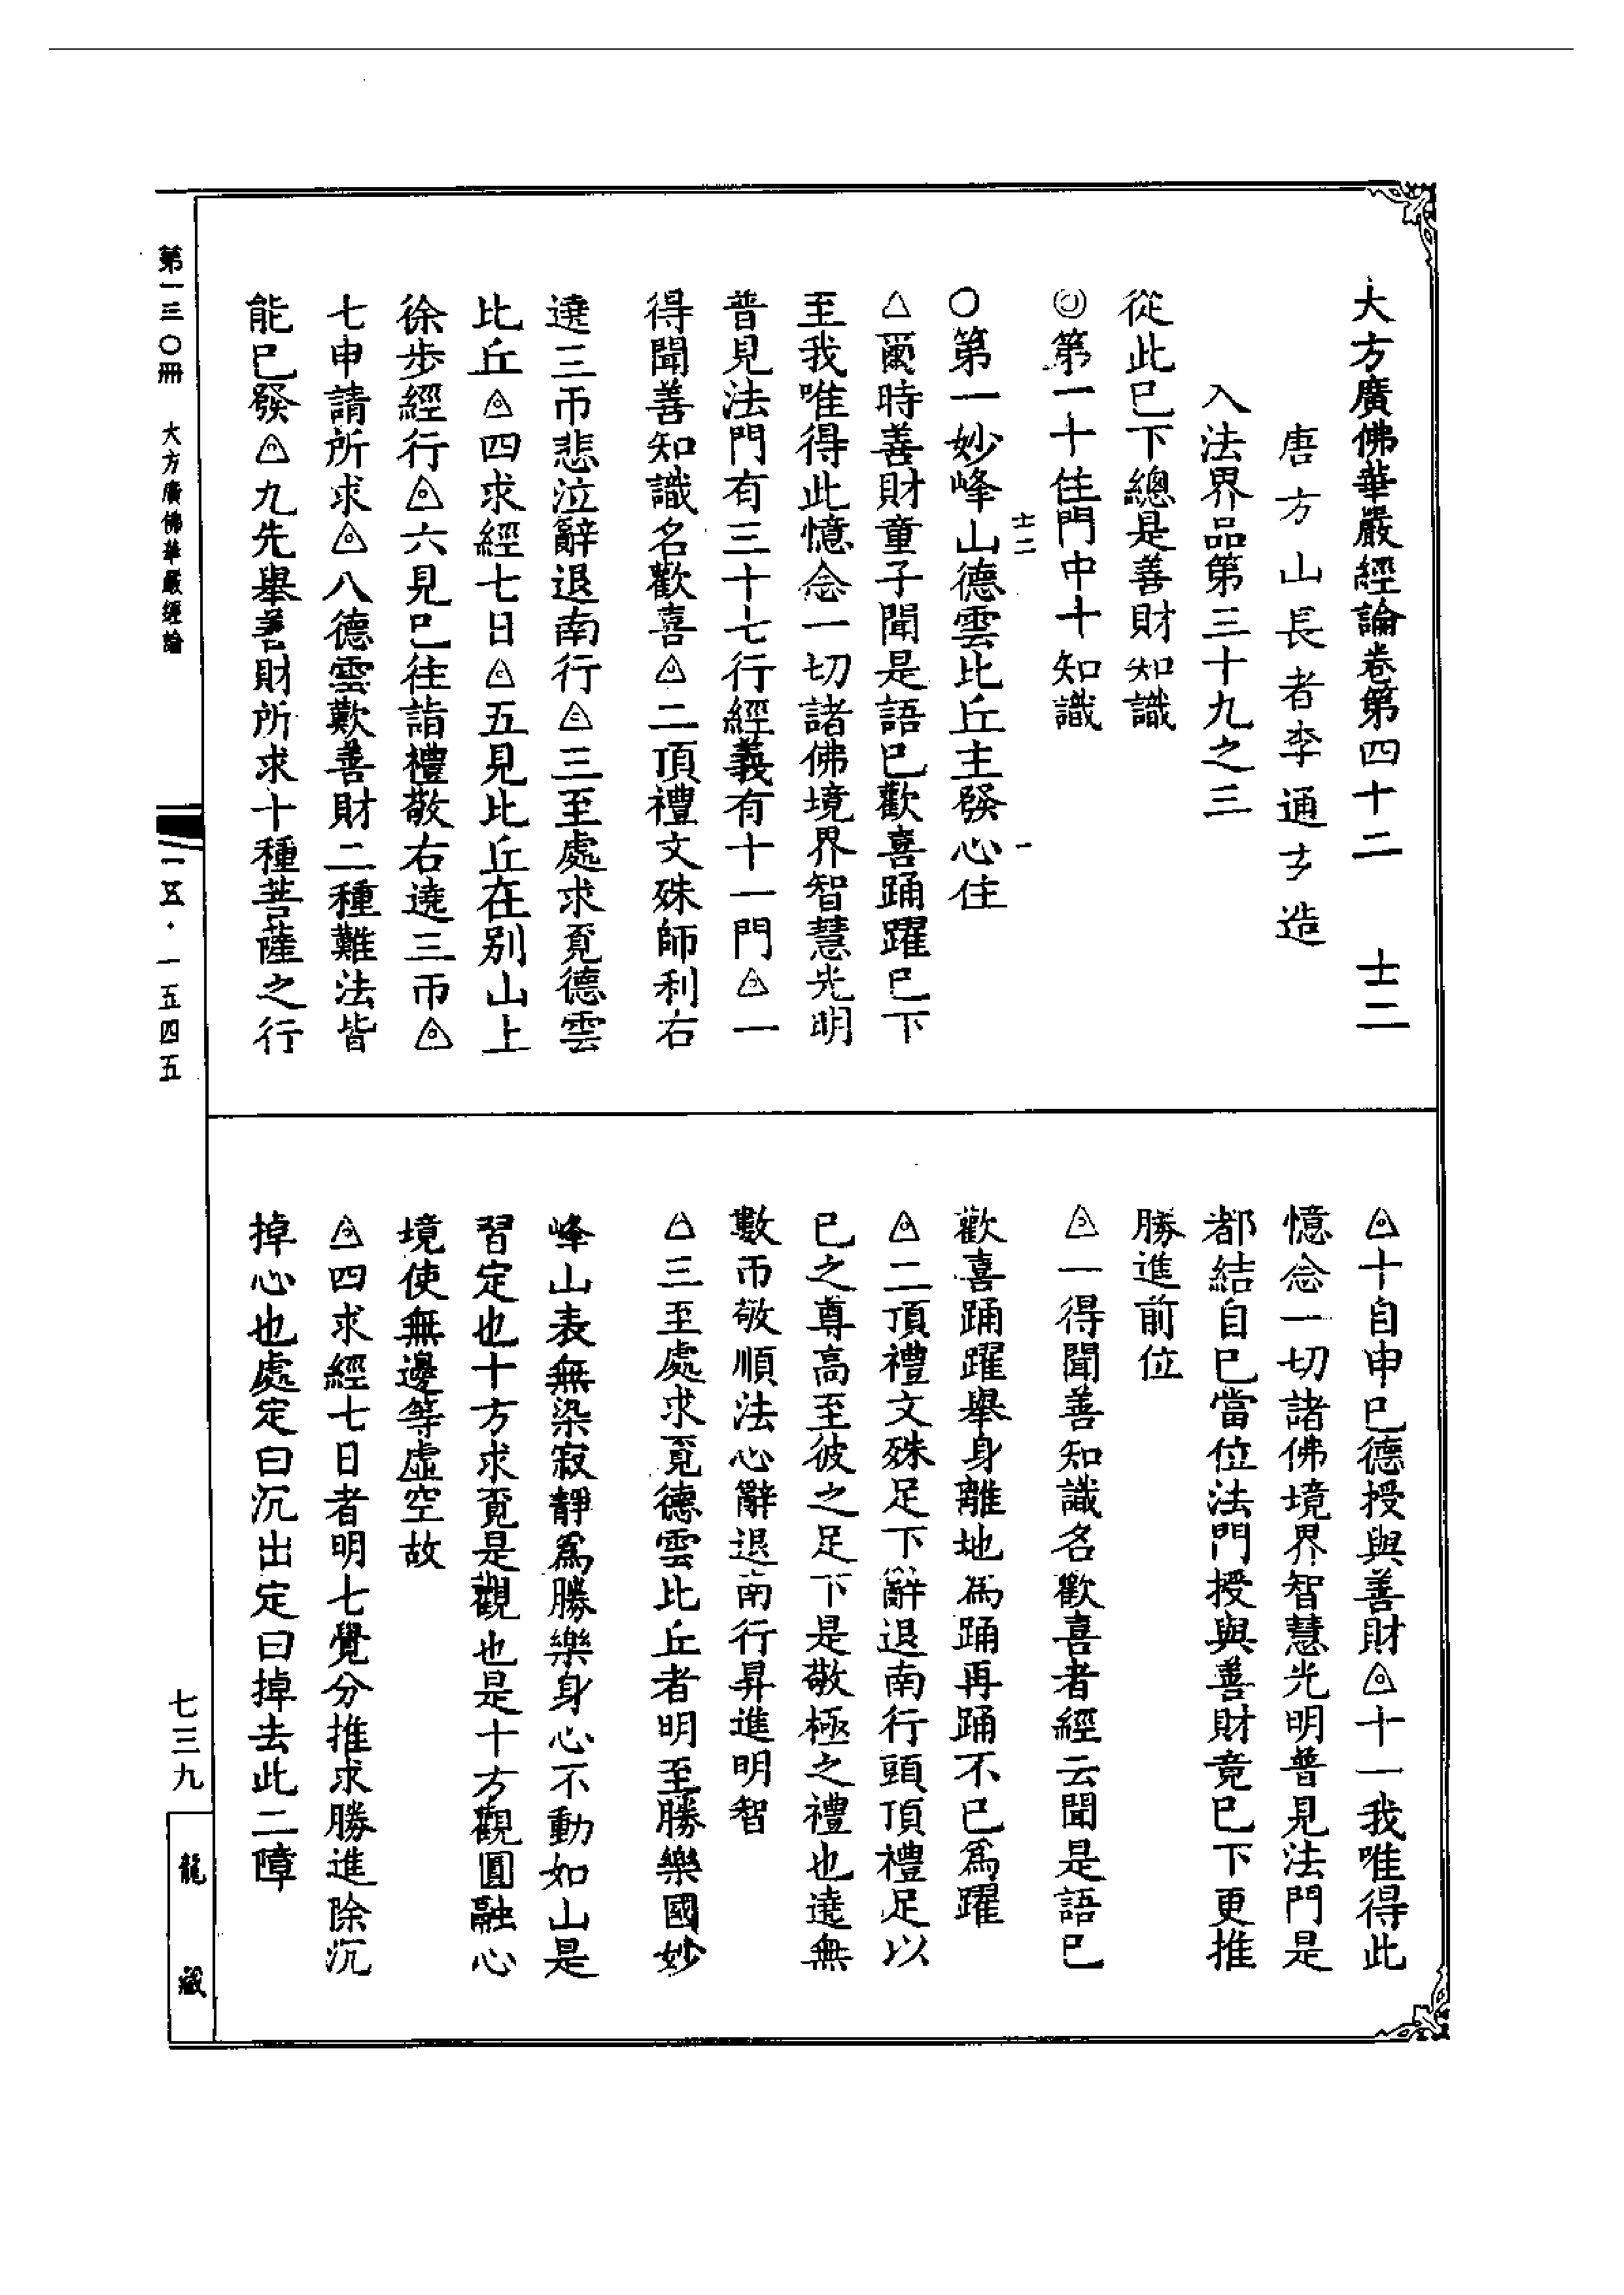 大方廣佛華嚴經論卷第四十二　士二
唐方山長者李通玄造
入法界品第三十九之三
從此已下總是善財知識
◎第一十住門中十知識
士二　一
○第一妙峰山德雲比丘主發心住
△爾時善財童子聞是語已歡喜踊躍已下
至我唯得此憶念一切諸佛境界智慧光明
普見法門有三十七行經義有十一門△一
得聞善知識名歡喜△二頂禮文殊師利右
遶三帀悲泣辭退南行△三至處求覓德雲
比丘△四求經七日△五見比丘在別山上
徐步經行△六見已往詣禮敬右遶三帀△
七申請所求△八德雲歎善財二種難法皆
能已發△九先舉善財所求十種菩薩之行
△十自申已德授與善財△十一我唯得此
憶念一切諸佛境界智慧光明普見法門是
都結自已當位法門授與善財竟已下更推
勝進前位
△一得聞善知識名歡喜者經云聞是語已
歡喜踊躍舉身離地為踊再踊不已為躍
△二頂禮文殊足下辭退南行頭頂禮足以
已之尊高至彼之足下是敬極之禮也遶無
數帀敬順法心辭退南行昇進明智
△三至處求覓德雲比丘者明至勝樂國妙
峰山表無染寂靜為勝樂身心不動如山是
習定也十方求覓是觀也是十方觀圓融心
境使無邊等虛空故
△四求經七日者明七覺分推求勝進除沉
掉心也處定曰沉出定曰掉去此二障
第一三〇冊　大方廣佛華嚴經論
一五·一五四五
七三九
龍藏